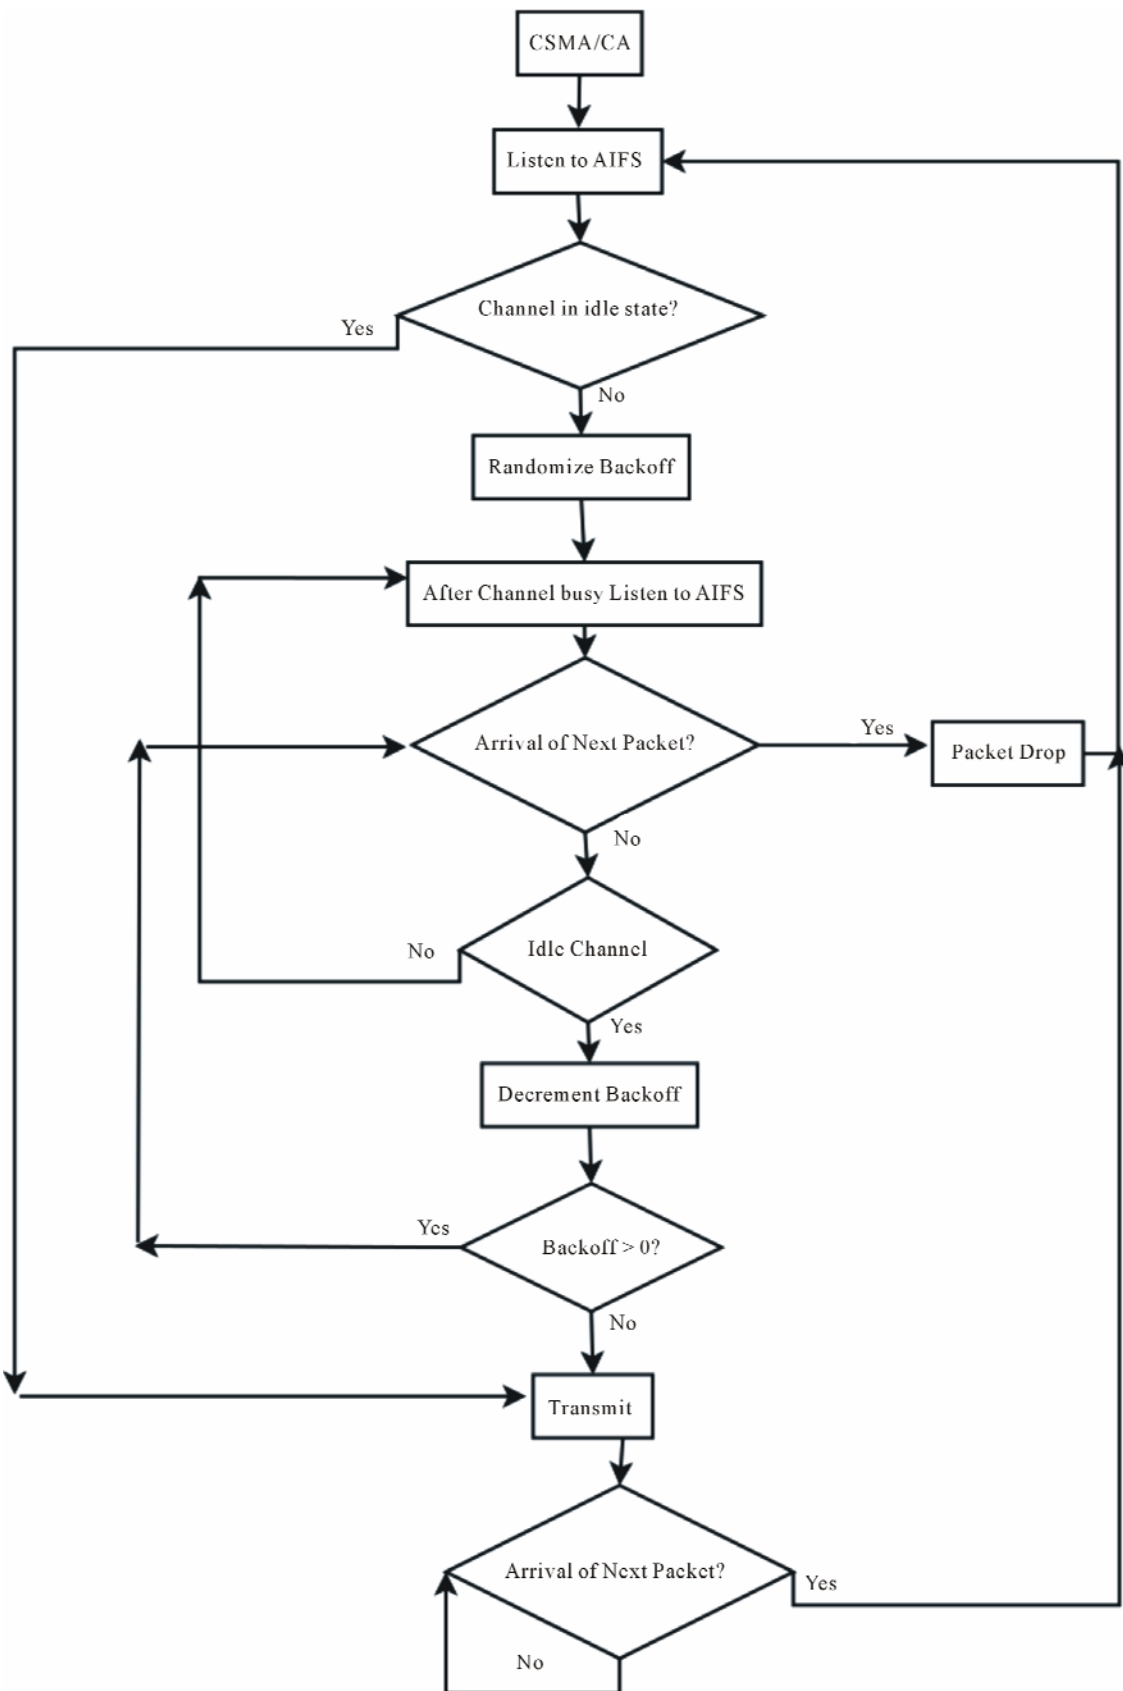 CSMA/CA
Listen to AIFS
Channel in idle state?
Yes
No
Randomize Backoff
After Channel busy Listen to AIFS
Arrival of Next Packet?
Yes
Packet Drop
No
Idle Channel
No
Yes
Decrement Backoff
Yes
Backoff > 0?
No
Transmit
Arrival of Next Packet?
Yes
No